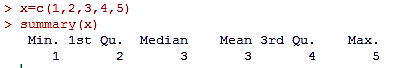 > x=c(1,2,3,4,5)
> summary(x)
   Min. 1st Qu.  Median    Mean 3rd Qu.    Max.
      1       2       3       3       4       5